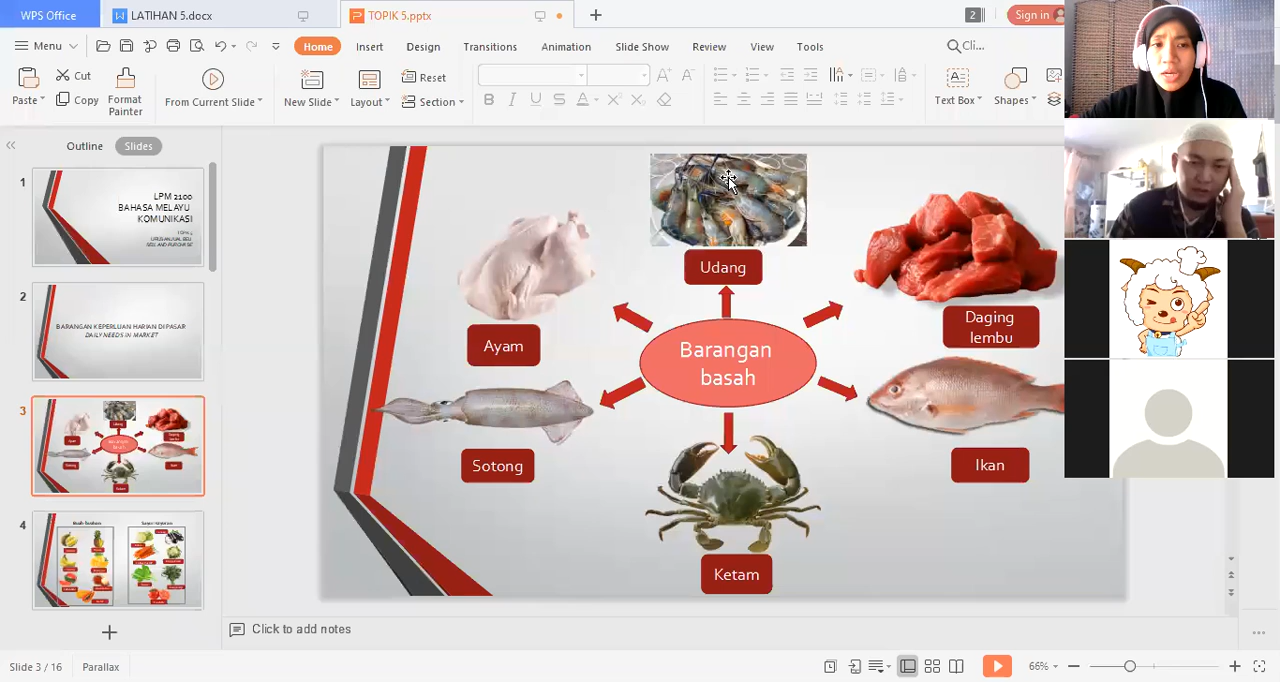 WPS Office
LATIHAN 5.docx
TOPIK 5.pptx
2
Sign in
Menu
Home
Insert
Design
Transitions
Animation
Slide Show
Review
View
Tools
Cli...
Paste
Cut
Copy
Format
Painter
From Current Slide
New Slide
Layout
Reset
Section
B I U S A X² X₂
Text Box
Shapes
Outline
Slides
1
LPM 2100
BAHASA MELAYU
KOMUNIKASI
2
BARANGAN KEPERLUAN HARIAN DI PASAR
DAILY NEEDS IN MARKET
3
4
Udang
Ayam
Daging
lembu
Barangan
basah
Sotong
Ikan
Ketam
Click to add notes
Slide 3 / 16
Parallax
66%